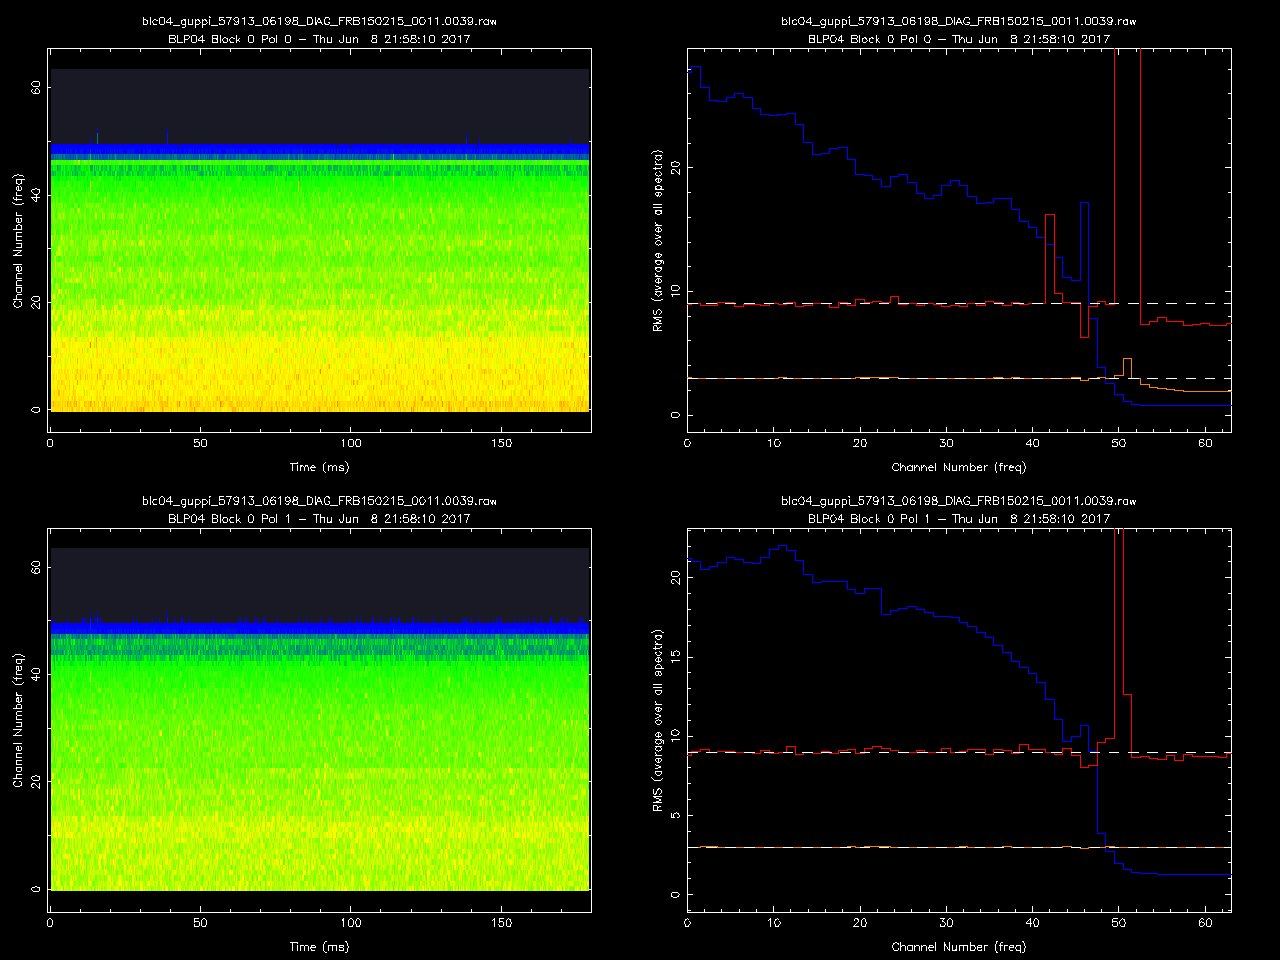 blc04_guppi_57913_06198_DIAG_FRB150215_0011.0039.raw
BLP04 Block 0 Pol 0 – Thu Jun  8 21:58:10 2017
Channel Number (freq)
60
40
20
0
0 50 100 150
Time (ms)
blc04_guppi_57913_06198_DIAG_FRB150215_0011.0039.raw
BLP04 Block 0 Pol 0 – Thu Jun  8 21:58:10 2017
RMS (average over all spectra)
20
10
0
0 10 20 30 40 50 60
Channel Number (freq)
blc04_guppi_57913_06198_DIAG_FRB150215_0011.0039.raw
BLP04 Block 0 Pol 1 – Thu Jun  8 21:58:10 2017
Channel Number (freq)
60
40
20
0
0 50 100 150
Time (ms)
blc04_guppi_57913_06198_DIAG_FRB150215_0011.0039.raw
BLP04 Block 0 Pol 1 – Thu Jun  8 21:58:10 2017
RMS (average over all spectra)
20
15
10
5
0
0 10 20 30 40 50 60
Channel Number (freq)